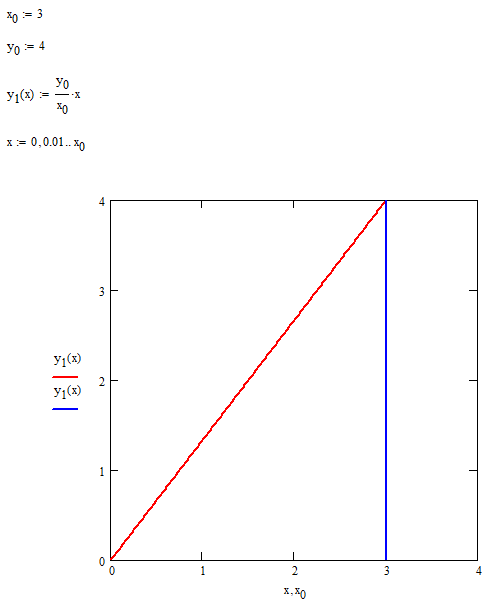 x₀ := 3
y₀ := 4
y₁(x) := y₀/x₀ · x
x := 0, 0.01 .. x₀
4
3
y₁(x)
2
y₁(x)
1
0
0 1 2 3 4
x, x₀